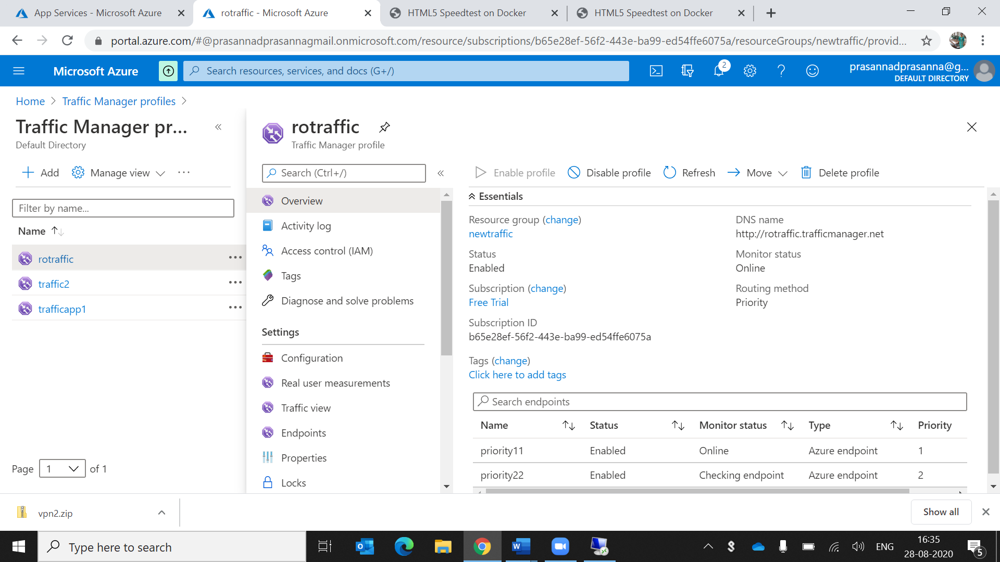 App Services - Microsoft Azure
rotraffic - Microsoft Azure
HTML5 Speedtest on Docker
HTML5 Speedtest on Docker
portal.azure.com/#@prasannadprasannagmail.onmicrosoft.com/resource/subscriptions/b65e28ef-56f2-443e-ba99-ed54ffe6075a/resourceGroups/newtraffic/provid...
Microsoft Azure
Search resources, services, and docs (G+/)
2
prasannadprasanna@g...
DEFAULT DIRECTORY
Home > Traffic Manager profiles >
Traffic Manager pr...
Default Directory
Add
Manage view
Filter by name...
Name
rotraffic
traffic2
trafficapp1
Page 1 of 1
rotraffic
Traffic Manager profile
Search (Ctrl+/)
Overview
Activity log
Access control (IAM)
Tags
Diagnose and solve problems
Settings
Configuration
Real user measurements
Traffic view
Endpoints
Properties
Locks
Enable profile
Disable profile
Refresh
Move
Delete profile
Essentials
Resource group (change)
newtraffic
Status
Enabled
Subscription (change)
Free Trial
Subscription ID
b65e28ef-56f2-443e-ba99-ed54ffe6075a
Tags (change)
Click here to add tags
DNS name
http://rotraffic.trafficmanager.net
Monitor status
Online
Routing method
Priority
Search endpoints
Name Status Monitor status Type Priority
priority11 Enabled Online Azure endpoint 1
priority22 Enabled Checking endpoint Azure endpoint 2
vpn2.zip
Show all
Type here to search
ENG
16:35
28-08-2020
5